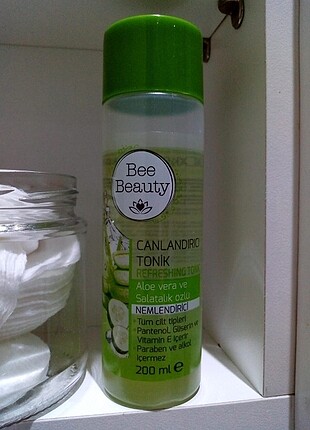 Bee
Beauty
CANLANDIRICI
TONİK
REFRESHING TONIC
Aloe vera ve
Salatalık özlü
NEMLENDİRİCİ
• Tüm cilt tipleri
• Pantenol, Gliserin ve
Vitamin E içerir
• Paraben ve alkol
içermez
200 ml e